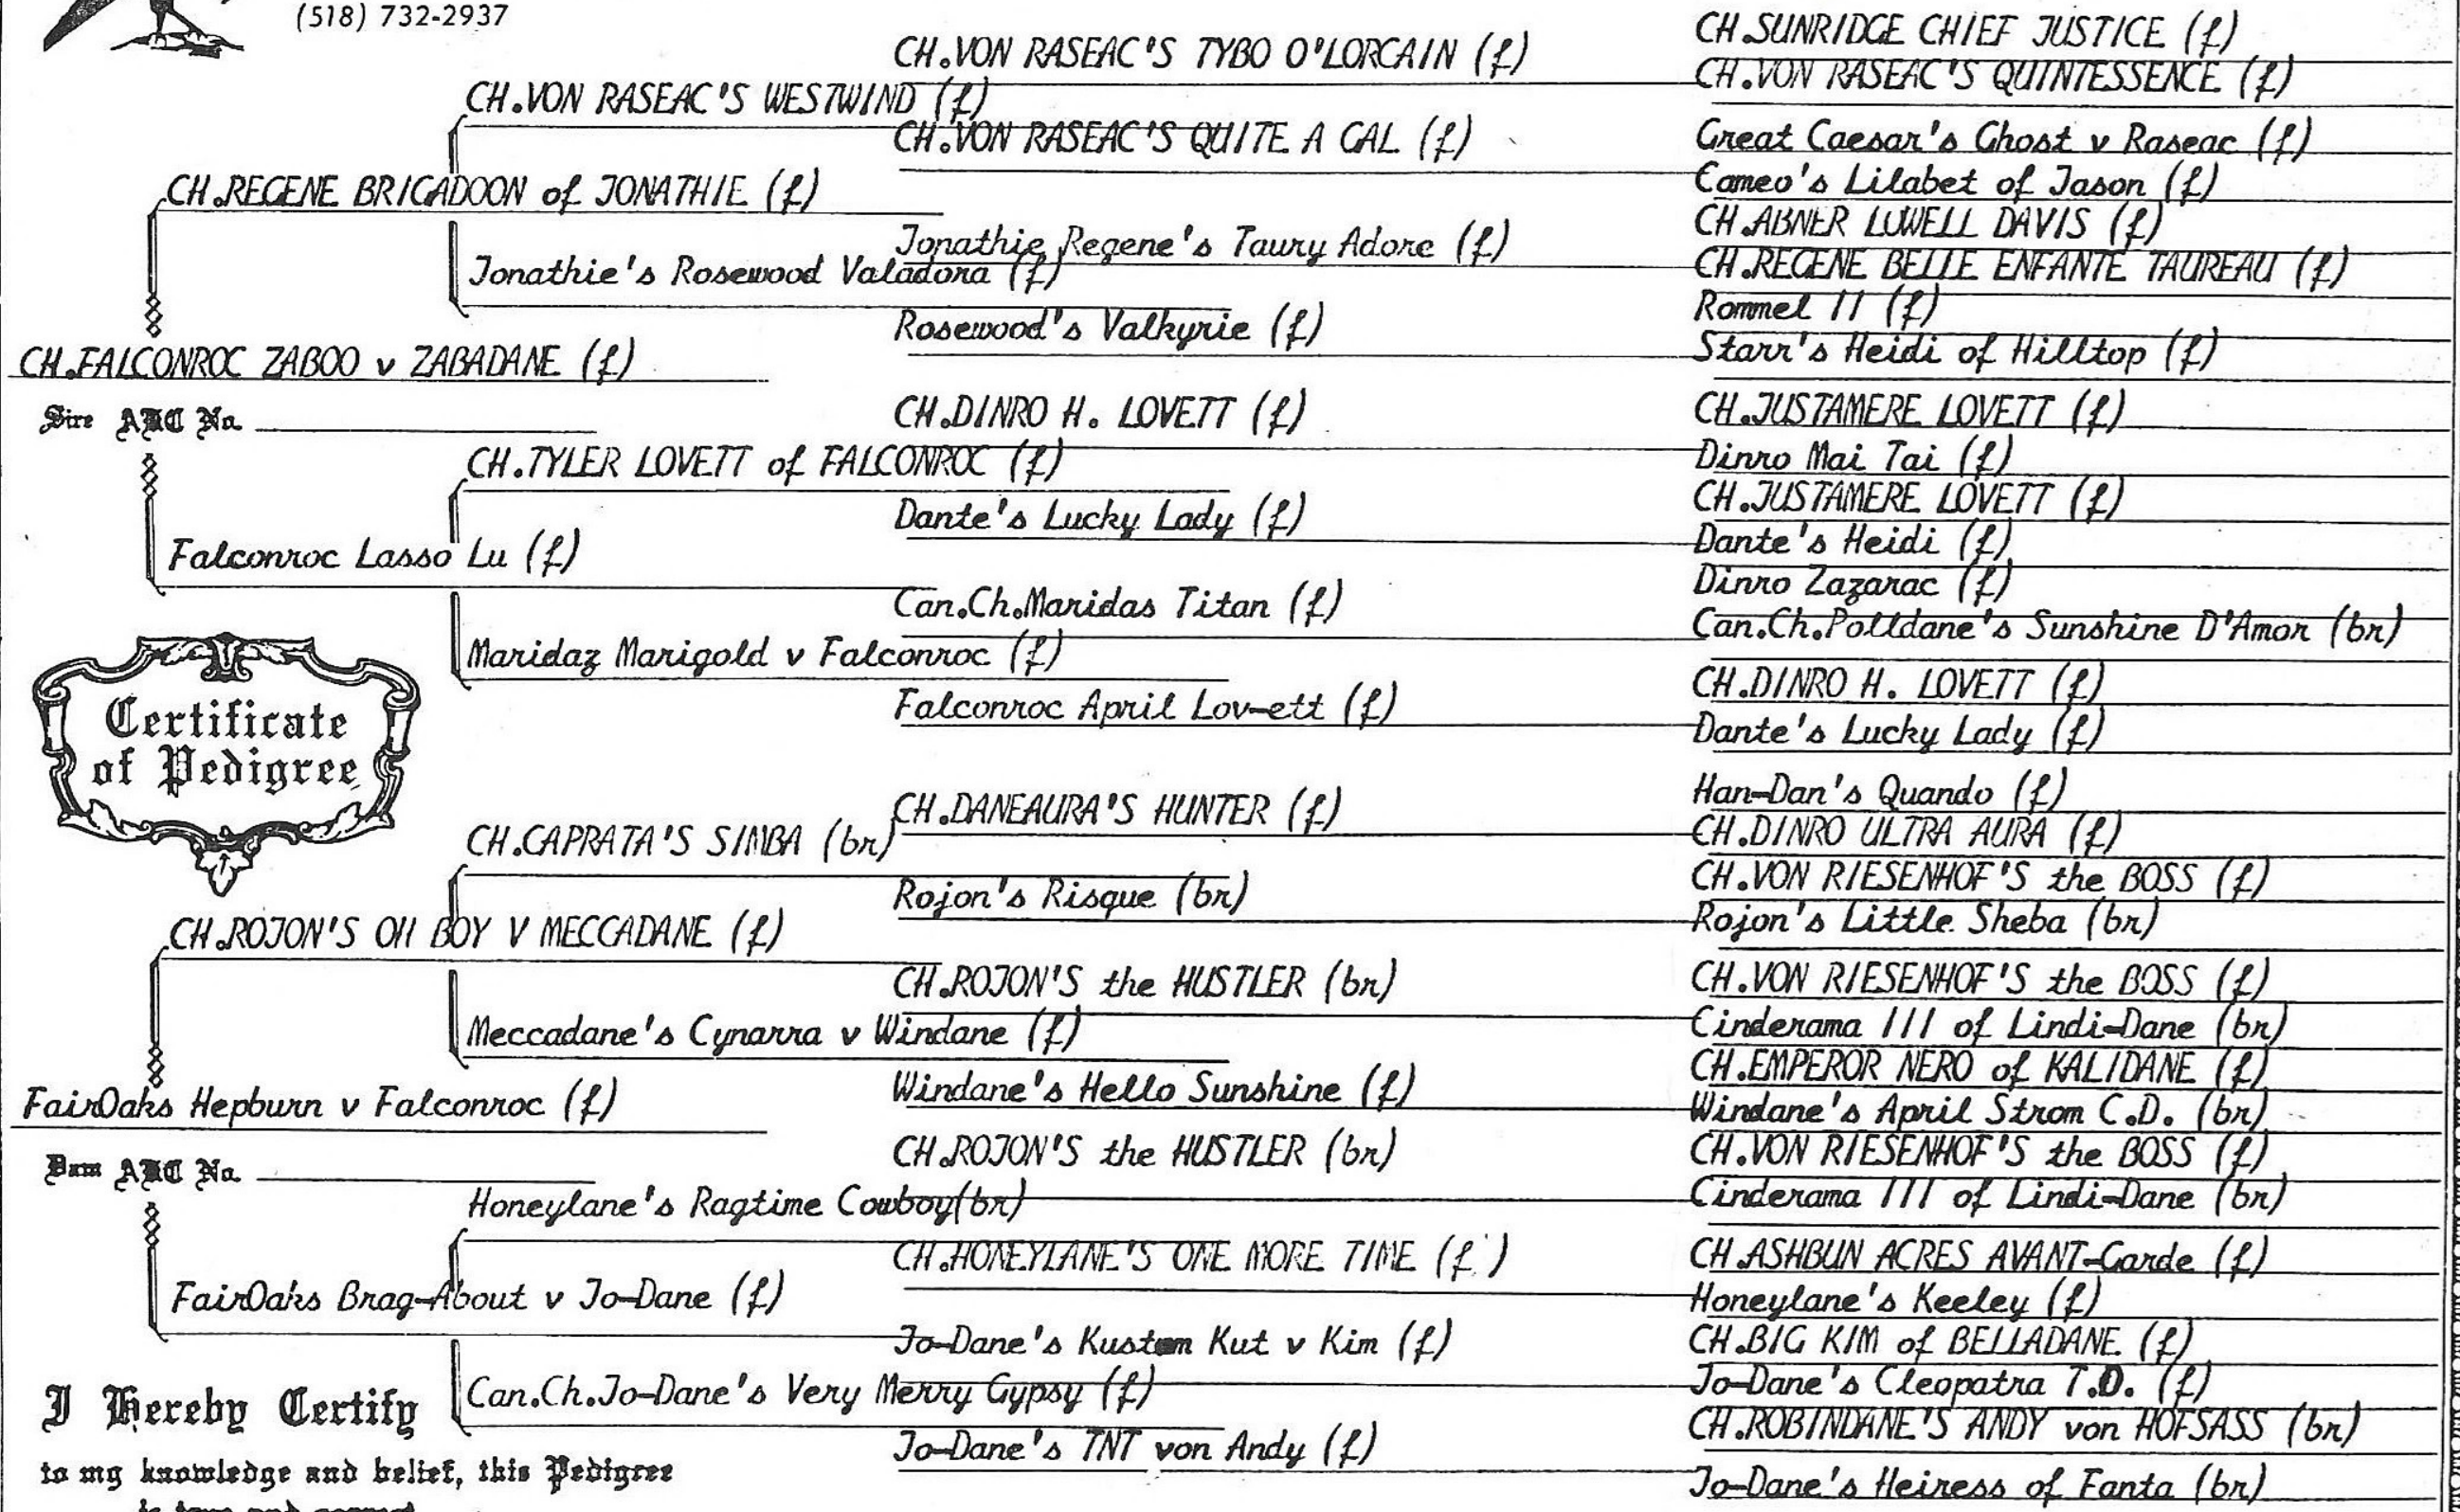 (518) 732-2937
CH.FALCONROC ZABOO v ZABADANE (f)
Sire AKC No.
CH.REGENE BRIGADOON of JONATHIE (f)
CH.VON RASEAC'S WESTWIND (f)
CH.VON RASEAC'S TYBO O'LORCAIN (f)
CH.SUNRIDGE CHIEF JUSTICE (f)
CH.VON RASEAC'S QUINTESSENCE (f)
CH.VON RASEAC'S QUITE A GAL (f)
Great Caesar's Ghost v Raseac (f)
Cameo's Lilabet of Jason (f)
Jonathie's Rosewood Valadora (f)
Jonathie Regene's Taury Adore (f)
CH.ABNER LOWELL DAVIS (f)
CH.REGENE BELLE ENFANTE TAUREAU (f)
Rosewood's Valkyrie (f)
Rommel II (f)
Starr's Heidi of Hilltop (f)
Falconroc Lasso Lu (f)
CH.TYLER LOVETT of FALCONROC (f)
CH.DINRO H. LOVETT (f)
CH.JUSTAMERE LOVETT (f)
Dinro Mai Tai (f)
Dante's Lucky Lady (f)
CH.JUSTAMERE LOVETT (f)
Dante's Heidi (f)
Maridaz Marigold v Falconroc (f)
Can.Ch.Maridas Titan (f)
Dinro Zazarac (f)
Can.Ch.Polldane's Sunshine D'Amor (br)
Falconroc April Lov-ett (f)
CH.DINRO H. LOVETT (f)
Dante's Lucky Lady (f)
Certificate
of Pedigree
FairOaks Hepburn v Falconroc (f)
Dam AKC No.
CH.ROJON'S OH BOY V MECCADANE (f)
CH.CAPRATA'S SIMBA (br)
CH.DANEAURA'S HUNTER (f)
Han-Dan's Quando (f)
CH.DINRO ULTRA AURA (f)
Rojon's Risque (br)
CH.VON RIESENHOF'S the BOSS (f)
Rojon's Little Sheba (br)
Meccadane's Cynarra v Windane (f)
CH.ROJON'S the HUSTLER (br)
CH.VON RIESENHOF'S the BOSS (f)
Cinderama III of Lindi-Dane (br)
Windane's Hello Sunshine (f)
CH.EMPEROR NERO of KALIDANE (f)
Windane's April Strom C.D. (br)
FairOaks Brag-About v Jo-Dane (f)
Honeylane's Ragtime Cowboy(br)
CH.ROJON'S the HUSTLER (br)
CH.VON RIESENHOF'S the BOSS (f)
Cinderama III of Lindi-Dane (br)
CH.HONEYLANE'S ONE MORE TIME (f)
CH.ASHBUN ACRES AVANT-Garde (f)
Honeylane's Keeley (f)
Can.Ch.Jo-Dane's Very Merry Gypsy (f)
Jo-Dane's Kustom Kut v Kim (f)
CH.BIG KIM of BELLADANE (f)
Jo-Dane's Cleopatra T.D. (f)
Jo-Dane's TNT von Andy (f)
CH.ROBINDANE'S ANDY von HOFSASS (br)
Jo-Dane's Heiress of Fanta (br)
I Hereby Certify
to my knowledge and belief, this Pedigree